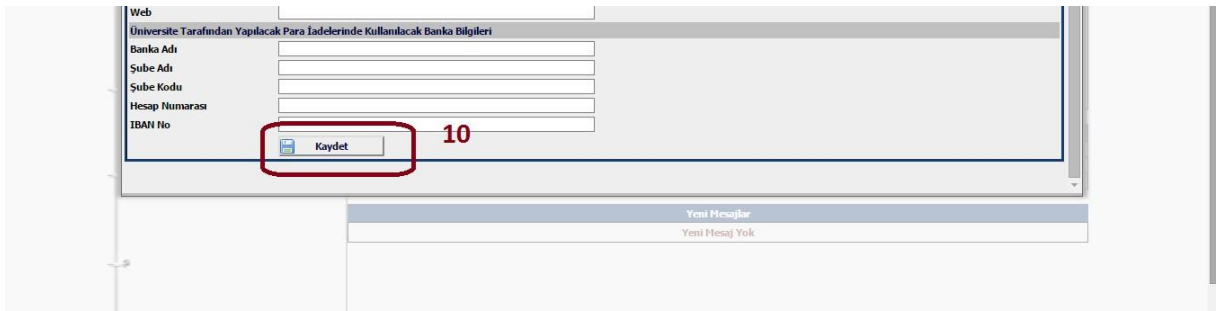 Web
Üniversite Tarafından Yapılacak Para İadelerinde Kullanılacak Banka Bilgileri
Banka Adı
Şube Adı
Şube Kodu
Hesap Numarası
IBAN No
Kaydet
10
Yeni Mesajlar
Yeni Mesaj Yok